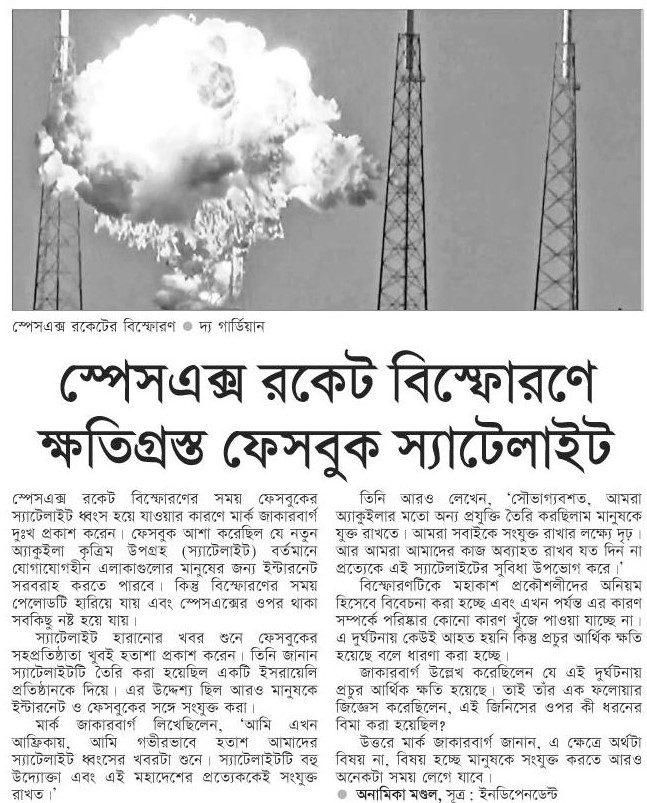 স্পেসএক্স রকেটের বিস্ফোরণ ● দ্য গার্ডিয়ান
স্পেসএক্স রকেট বিস্ফোরণে
ক্ষতিগ্রস্ত ফেসবুক স্যাটেলাইট
স্পেসএক্স রকেট বিস্ফোরণের সময় ফেসবুকের
স্যাটেলাইট ধ্বংস হয়ে যাওয়ার কারণে মার্ক জাকারবার্গ
দুঃখ প্রকাশ করেন। ফেসবুক আশা করেছিল যে নতুন
অ্যাকুইলা কৃত্রিম উপগ্রহ (স্যাটেলাইট) বর্তমানে
যোগাযোগহীন এলাকাগুলোর মানুষের জন্য ইন্টারনেট
সরবরাহ করতে পারবে। কিন্তু বিস্ফোরণের সময়
পেলোডটি হারিয়ে যায় এবং স্পেসএক্সের ওপর থাকা
সবকিছু নষ্ট হয়ে যায়।
স্যাটেলাইট হারানোর খবর শুনে ফেসবুকের
সহপ্রতিষ্ঠাতা খুবই হতাশা প্রকাশ করেন। তিনি জানান
স্যাটেলাইটটি তৈরি করা হয়েছিল একটি ইসরায়েলি
প্রতিষ্ঠানকে দিয়ে। এর উদ্দেশ্য ছিল আরও মানুষকে
ইন্টারনেট ও ফেসবুকের সঙ্গে সংযুক্ত করা।
মার্ক জাকারবার্গ লিখেছিলেন, ‘আমি এখন
আফ্রিকায়, আমি গভীরভাবে হতাশ আমাদের
স্যাটেলাইট ধ্বংসের খবরটা শুনে। স্যাটেলাইটটি বহু
উদ্যোক্তা এবং এই মহাদেশের প্রত্যেককেই সংযুক্ত
রাখত।’
তিনি আরও লেখেন, ‘সৌভাগ্যবশত, আমরা
অ্যাকুইলার মতো অন্য প্রযুক্তি তৈরি করছিলাম মানুষকে
যুক্ত রাখতে। আমরা সবাইকে সংযুক্ত রাখার লক্ষ্যে দৃঢ়।
আর আমরা আমাদের কাজ অব্যাহত রাখব যত দিন না
প্রত্যেকে এই স্যাটেলাইটের সুবিধা উপভোগ করে।’
বিস্ফোরণটিকে মহাকাশ প্রকৌশলীদের অনিয়ম
হিসেবে বিবেচনা করা হচ্ছে এবং এখন পর্যন্ত এর কারণ
সম্পর্কে পরিষ্কার কোনো কারণ খুঁজে পাওয়া যাচ্ছে না।
এ দুর্ঘটনায় কেউই আহত হয়নি কিন্তু প্রচুর আর্থিক ক্ষতি
হয়েছে বলে ধারণা করা হচ্ছে।
জাকারবার্গ উল্লেখ করেছিলেন যে এই দুর্ঘটনায়
প্রচুর আর্থিক ক্ষতি হয়েছে। তাই তাঁর এক ফলোয়ার
জিজ্ঞেস করেছিলেন, এই জিনিসের ওপর কী ধরনের
বিমা করা হয়েছিল?
উত্তরে মার্ক জাকারবার্গ জানান, এ ক্ষেত্রে অর্থটা
বিষয় না, বিষয় হচ্ছে মানুষকে সংযুক্ত করতে আরও
অনেকটা সময় লেগে যাবে।
● অনামিকা মণ্ডল, সূত্র : ইনডিপেনডেন্ট